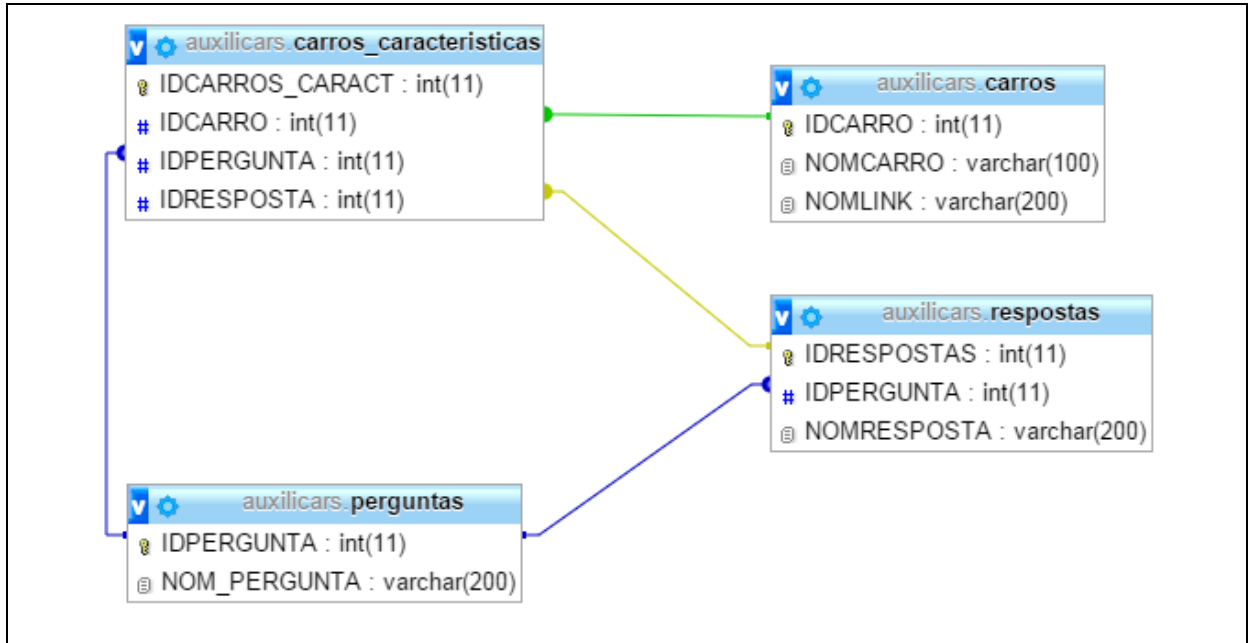 auxilicars.carros_caracteristicas
IDCARROS_CARACT : int(11)
# IDCARRO : int(11)
# IDPERGUNTA : int(11)
# IDRESPOSTA : int(11)
auxilicars.carros
IDCARRO : int(11)
NOMCARRO : varchar(100)
NOMLINK : varchar(200)
auxilicars.respostas
IDRESPOSTAS : int(11)
# IDPERGUNTA : int(11)
NOMRESPOSTA : varchar(200)
auxilicars.perguntas
IDPERGUNTA : int(11)
NOM_PERGUNTA : varchar(200)